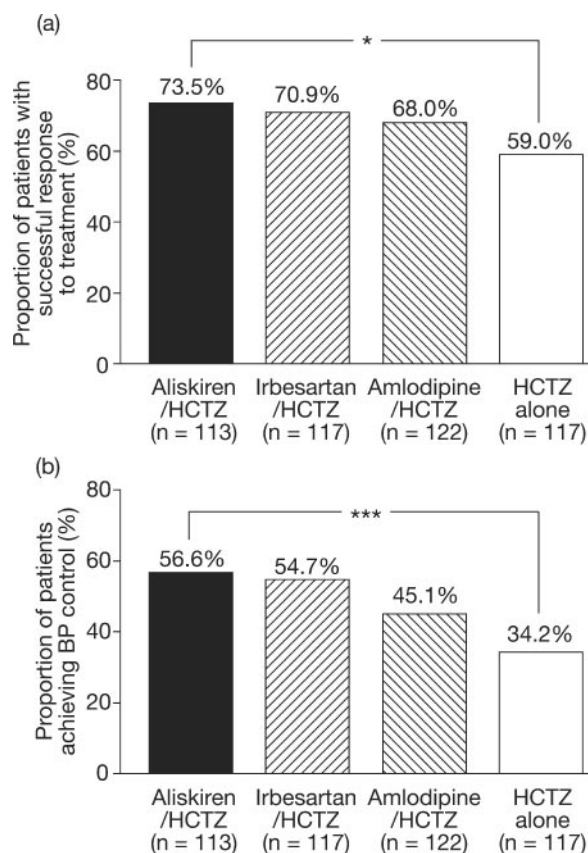 (a)
Proportion of patients with
successful response
to treatment (%)
80
60
40
20
0
*
73.5%
70.9%
68.0%
59.0%
Aliskiren
/HCTZ
(n = 113)
Irbesartan
/HCTZ
(n = 117)
Amlodipine
/HCTZ
(n = 122)
HCTZ
alone
(n = 117)
(b)
Proportion of patients
achieving BP control (%)
80
60
40
20
0
***
56.6%
54.7%
45.1%
34.2%
Aliskiren
/HCTZ
(n = 113)
Irbesartan
/HCTZ
(n = 117)
Amlodipine
/HCTZ
(n = 122)
HCTZ
alone
(n = 117)